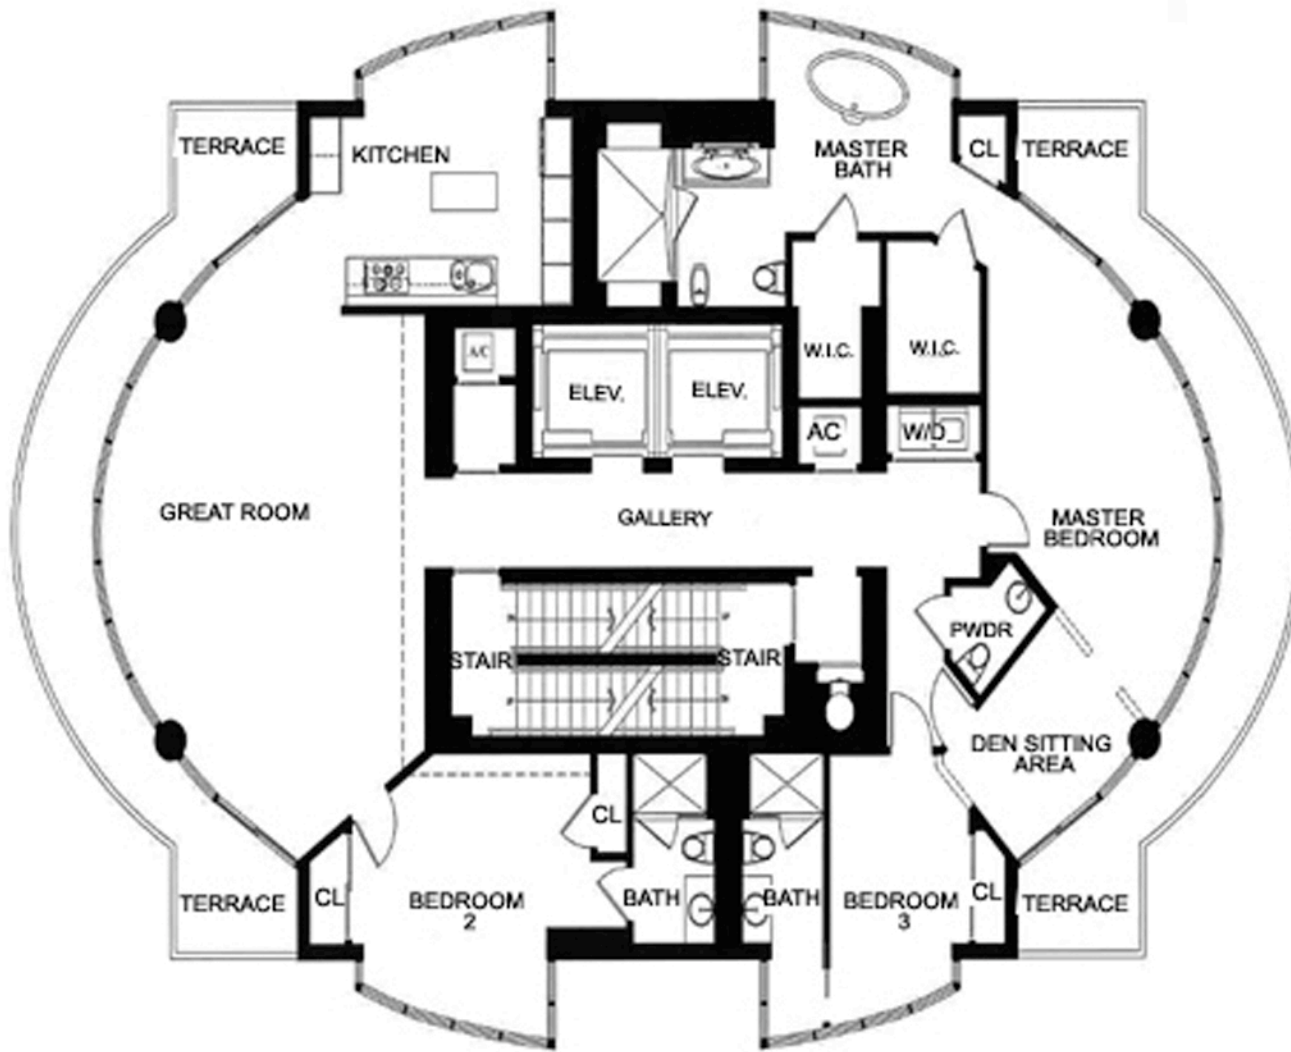 TERRACE
KITCHEN
MASTER
BATH
CL
TERRACE
A/C
ELEV.
ELEV.
W.I.C.
W.I.C.
AC
W/D
GREAT ROOM
GALLERY
MASTER
BEDROOM
PWDR
STAIR
STAIR
DEN SITTING
AREA
CL
TERRACE
CL
BEDROOM
2
BATH
BATH
BEDROOM
3
CL
TERRACE